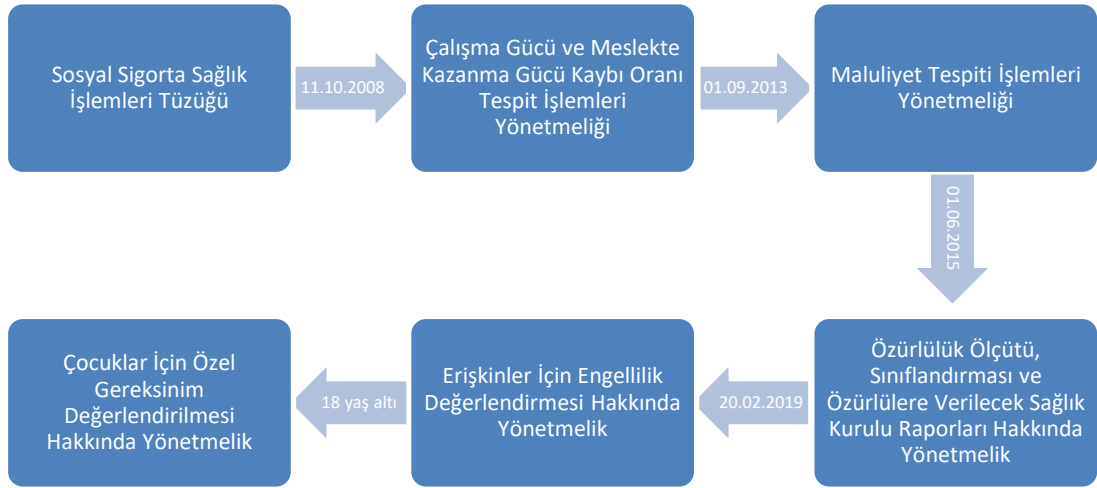 Sosyal Sigorta Sağlık
İşlemleri Tüzüğü
11.10.2008
Çalışma Gücü ve Meslekte
Kazanma Gücü Kaybı Oranı
Tespit İşlemleri
Yönetmeliği
01.09.2013
Maluliyet Tespiti İşlemleri
Yönetmeliği
01.06.2015
Özürlülük Ölçütü,
Sınıflandırması ve
Özürlülere Verilecek Sağlık
Kurulu Raporları Hakkında
Yönetmelik
20.02.2019
Erişkinler İçin Engellilik
Değerlendirmesi Hakkında
Yönetmelik
18 yaş altı
Çocuklar İçin Özel
Gereksinim
Değerlendirilmesi
Hakkında Yönetmelik